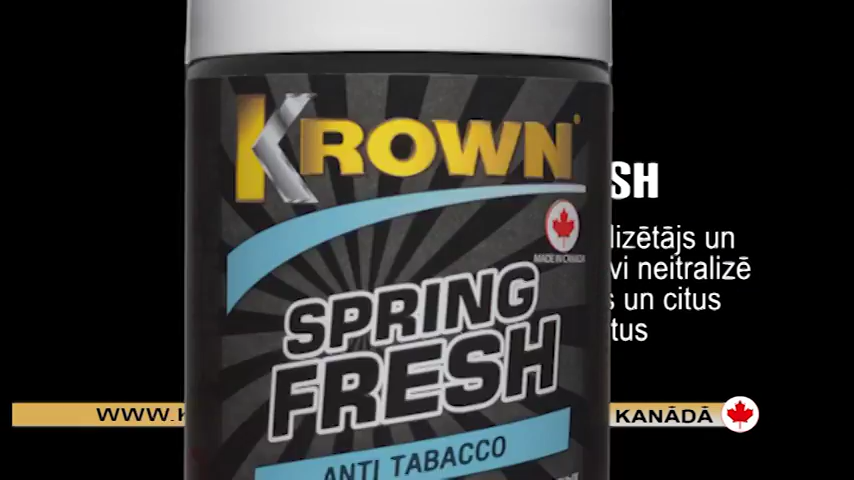 KROWN
MADE IN CANADA
SPRING
FRESH
ANTI TABACCO
SH
lizētājs un
vi neitralizē
s un citus
tus
WWW.K
KANĀDĀ